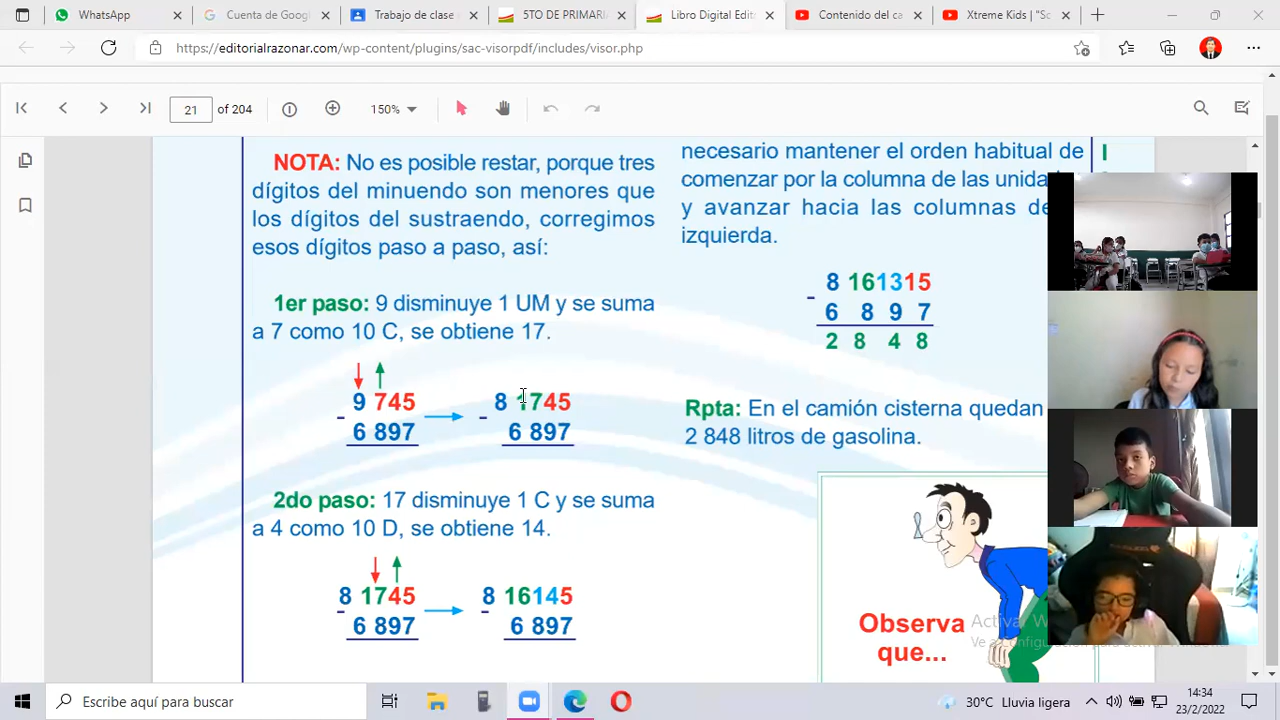 WhatsApp
Cuenta de Googl
Trabajo de clase
5TO DE PRIMARI
Libro Digital Edit
Contenido del ca
Xtreme Kids | "Sc
https://editorialrazonar.com/wp-content/plugins/sac-visorpdf/includes/visor.php
21 of 204
150%
NOTA: No es posible restar, porque tres
dígitos del minuendo son menores que
los dígitos del sustraendo, corregimos
esos dígitos paso a paso, así:
1er paso: 9 disminuye 1 UM y se suma
a 7 como 10 C, se obtiene 17.
9 745
- 6 897
8 1745
- 6 897
2do paso: 17 disminuye 1 C y se suma
a 4 como 10 D, se obtiene 14.
8 1745
- 6 897
8 16145
- 6 897
necesario mantener el orden habitual de
comenzar por la columna de las
y avanzar hacia las columnas
izquierda.
8 161315
- 6 8 9 7
2 8 4 8
Rpta: En el camión cisterna quedan
2 848 litros de gasolina.
Observa
que...
Escribe aquí para buscar
30°C Lluvia ligera
14:34
23/2/2022